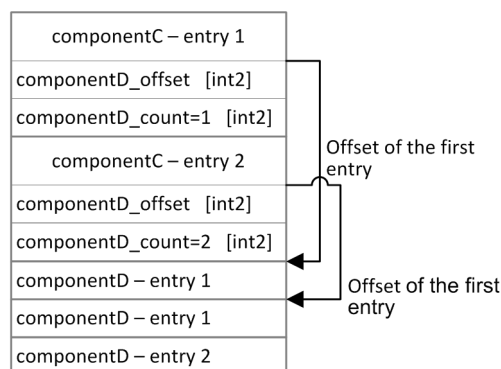 componentC – entry 1
componentD_offset [int2]
componentD_count=1 [int2]
componentC – entry 2
componentD_offset [int2]
componentD_count=2 [int2]
componentD – entry 1
componentD – entry 1
componentD – entry 2
Offset of the first
entry
Offset of the first
entry